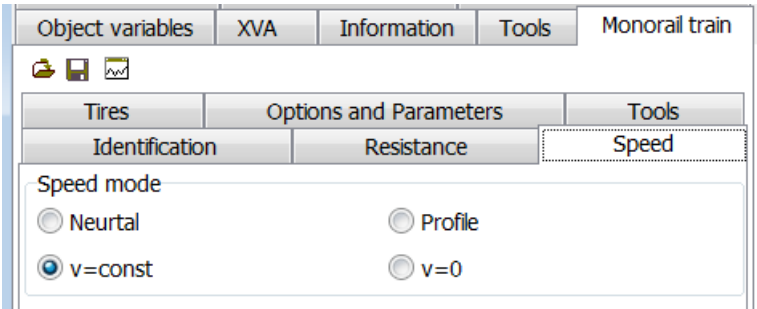 Object variables XVA Information Tools Monorail train
Tires Options and Parameters Tools
Identification Resistance Speed
Speed mode
Neurtal Profile
v=const v=0